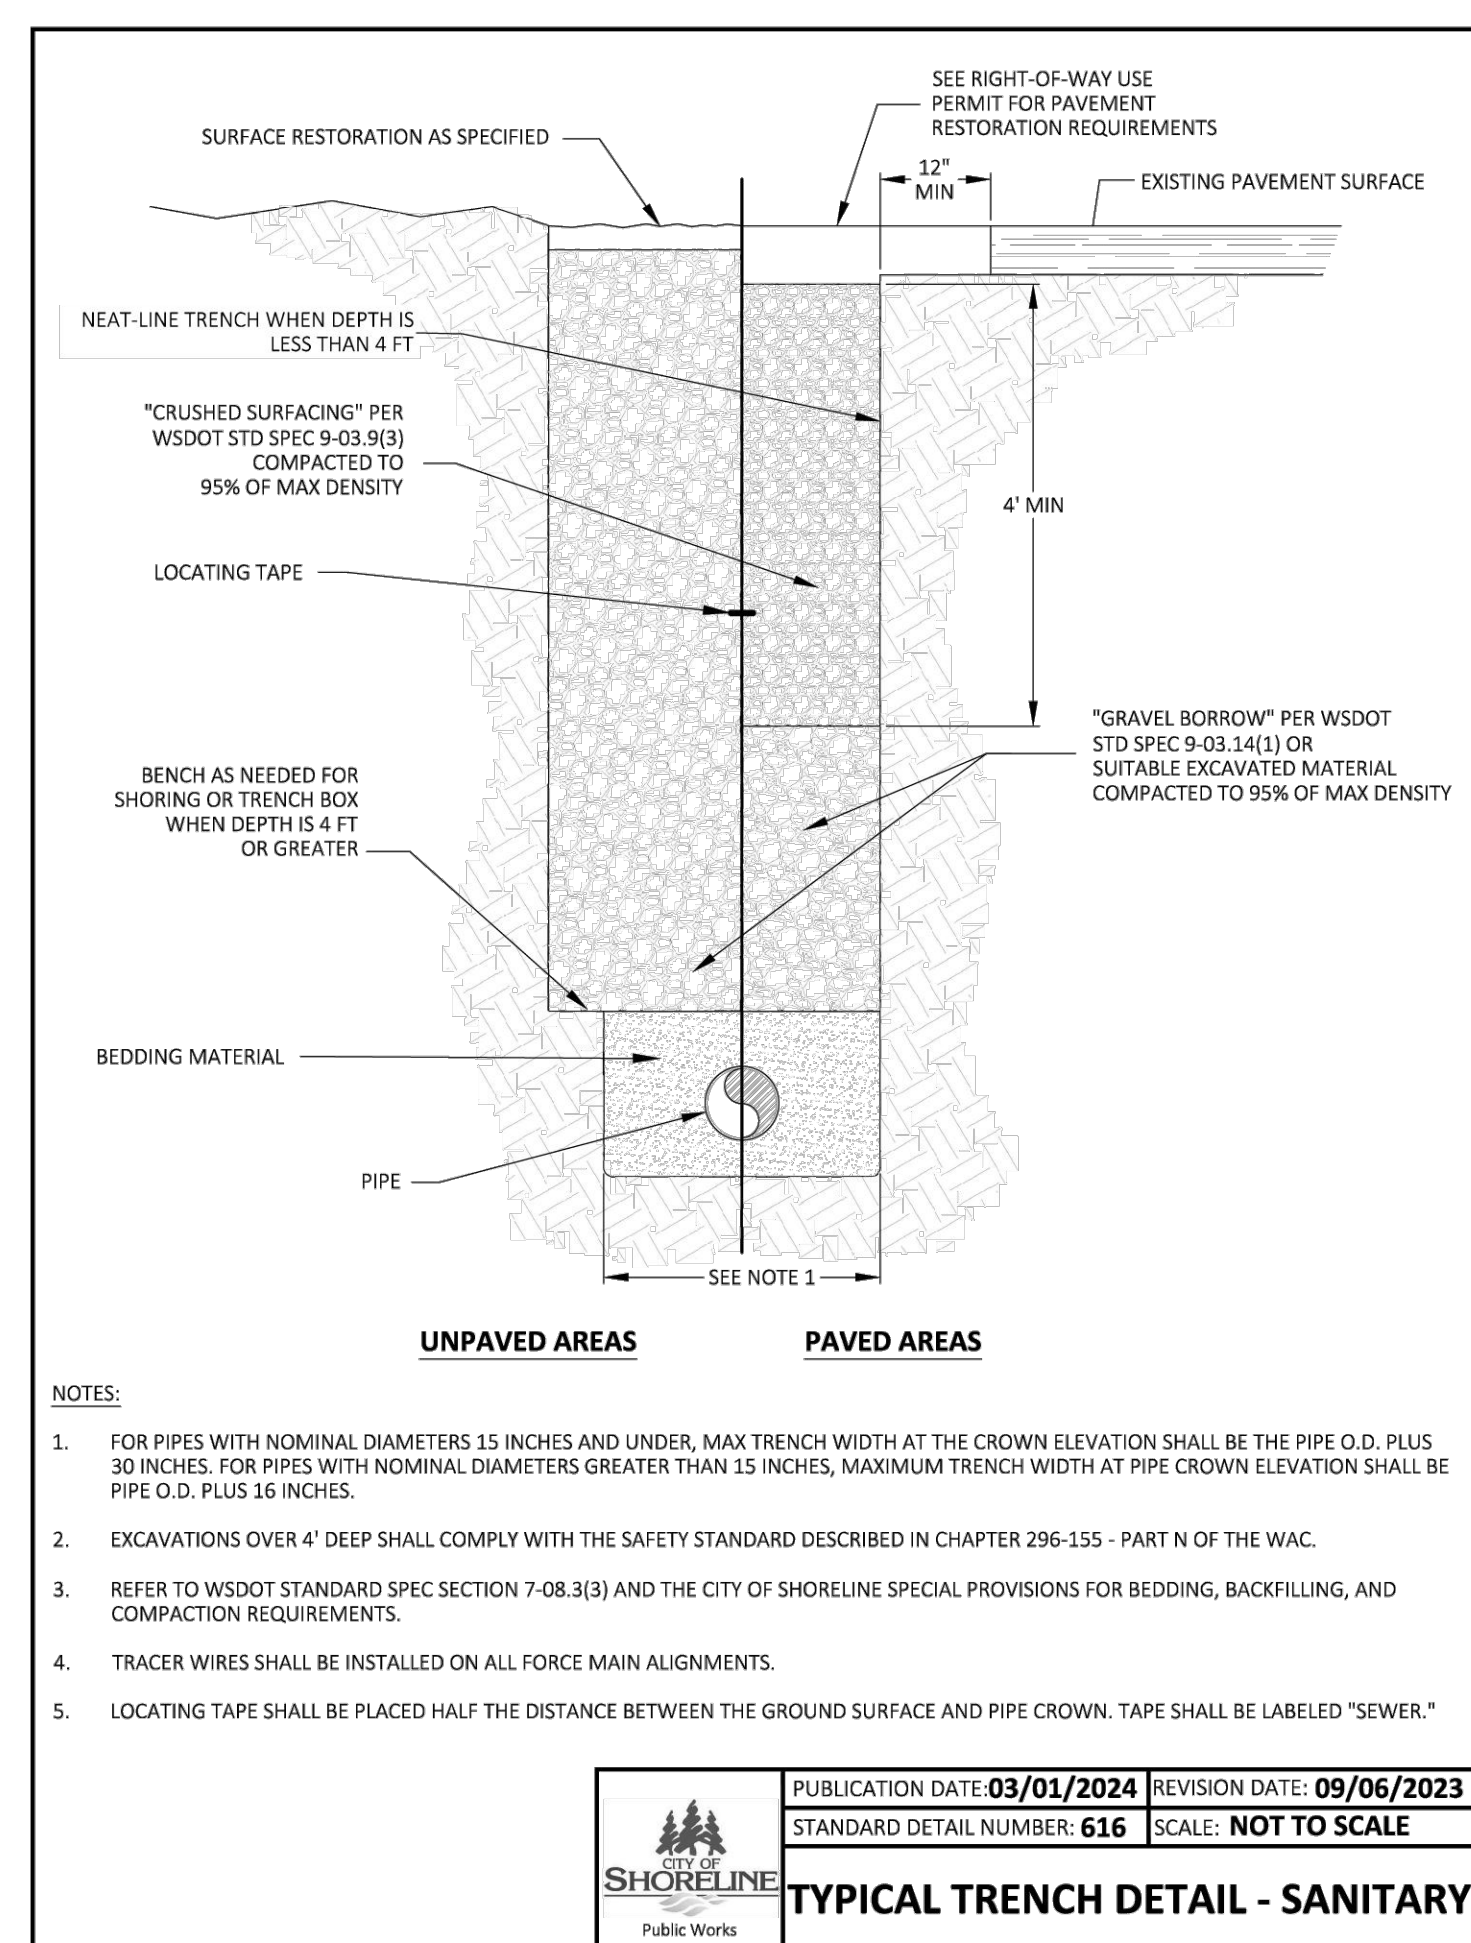 SEE RIGHT-OF-WAY USE
PERMIT FOR PAVEMENT
RESTORATION REQUIREMENTS
SURFACE RESTORATION AS SPECIFIED
12"
MIN
EXISTING PAVEMENT SURFACE
NEAT-LINE TRENCH WHEN DEPTH IS
LESS THAN 4 FT
"CRUSHED SURFACING" PER
WSDOT STD SPEC 9-03.9(3)
COMPACTED TO
95% OF MAX DENSITY
4' MIN
LOCATING TAPE
"GRAVEL BORROW" PER WSDOT
STD SPEC 9-03.14(1) OR
SUITABLE EXCAVATED MATERIAL
COMPACTED TO 95% OF MAX DENSITY
BENCH AS NEEDED FOR
SHORING OR TRENCH BOX
WHEN DEPTH IS 4 FT
OR GREATER
BEDDING MATERIAL
PIPE
SEE NOTE 1
UNPAVED AREAS
PAVED AREAS
NOTES:
1. FOR PIPES WITH NOMINAL DIAMETERS 15 INCHES AND UNDER, MAX TRENCH WIDTH AT THE CROWN ELEVATION SHALL BE THE PIPE O.D. PLUS
30 INCHES. FOR PIPES WITH NOMINAL DIAMETERS GREATER THAN 15 INCHES, MAXIMUM TRENCH WIDTH AT PIPE CROWN ELEVATION SHALL BE
PIPE O.D. PLUS 16 INCHES.
2. EXCAVATIONS OVER 4' DEEP SHALL COMPLY WITH THE SAFETY STANDARD DESCRIBED IN CHAPTER 296-155 - PART N OF THE WAC.
3. REFER TO WSDOT STANDARD SPEC SECTION 7-08.3(3) AND THE CITY OF SHORELINE SPECIAL PROVISIONS FOR BEDDING, BACKFILLING, AND
COMPACTION REQUIREMENTS.
4. TRACER WIRES SHALL BE INSTALLED ON ALL FORCE MAIN ALIGNMENTS.
5. LOCATING TAPE SHALL BE PLACED HALF THE DISTANCE BETWEEN THE GROUND SURFACE AND PIPE CROWN. TAPE SHALL BE LABELED "SEWER."
PUBLICATION DATE: 03/01/2024
REVISION DATE: 09/06/2023
STANDARD DETAIL NUMBER: 616
SCALE: NOT TO SCALE
CITY OF
SHORELINE
Public Works
TYPICAL TRENCH DETAIL - SANITARY